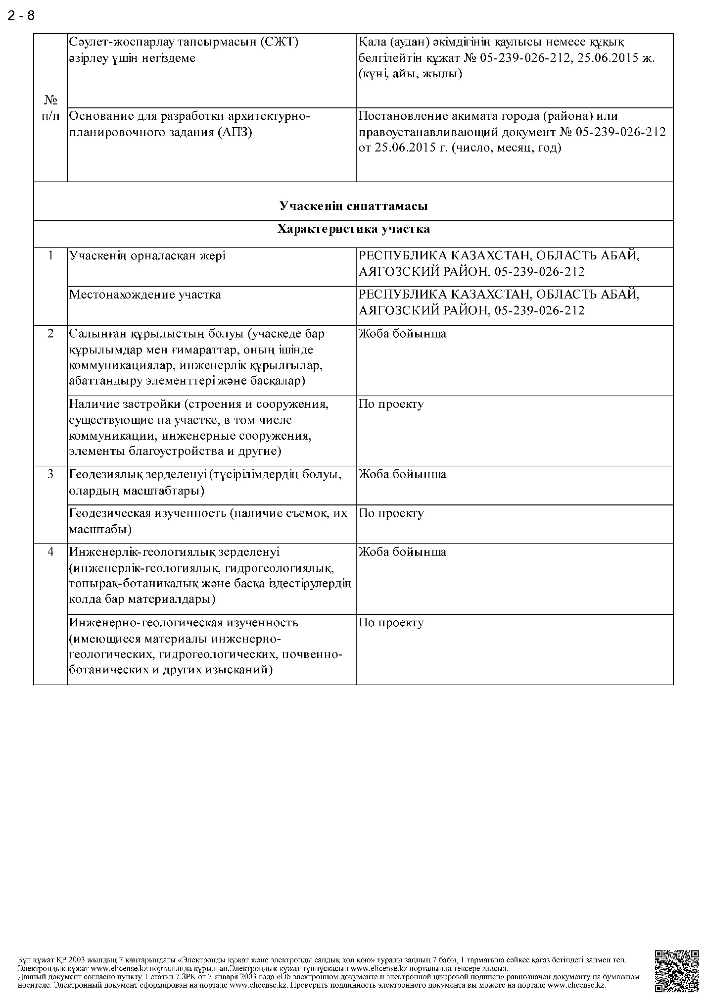 2 - 8
Сәулет-жоспарлау тапсырмасын (СЖТ)
әзірлеу үшін негіздеме
Қала (аудан) әкімдігінің қаулысы немесе құқық
белгілейтін құжат № 05-239-026-212, 25.06.2015 ж.
(күні, айы, жылы)
№
п/п
Основание для разработки архитектурно-
планировочного задания (АПЗ)
Постановление акимата города (района) или
правоустанавливающий документ № 05-239-026-212
от 25.06.2015 г. (число, месяц, год)
Учаскенің сипаттамасы
Характеристика участка
1
Учаскенің орналасқан жері
РЕСПУБЛИКА КАЗАХСТАН, ОБЛАСТЬ АБАЙ,
АЯГОЗСКИЙ РАЙОН, 05-239-026-212
Местонахождение участка
РЕСПУБЛИКА КАЗАХСТАН, ОБЛАСТЬ АБАЙ,
АЯГОЗСКИЙ РАЙОН, 05-239-026-212
2
Салынған құрылыстың болуы (учаскеде бар
құрылымдар мен ғимараттар, оның ішінде
коммуникациялар, инженерлік құрылғылар,
абаттандыру элементтері және басқалар)
Жоба бойынша
Наличие застройки (строения и сооружения,
существующие на участке, в том числе
коммуникации, инженерные сооружения,
элементы благоустройства и другие)
По проекту
3
Геодезиялық зерделенуі (түсірілімдердің болуы,
олардың масштабтары)
Жоба бойынша
Геодезическая изученность (наличие съемок, их
масштабы)
По проекту
4
Инженерлік-геологиялық зерделенуі
(инженерлік-геологиялық, гидрогеологиялық,
топырақ-ботаникалық және басқа іздестірулердің
қолда бар материалдары)
Жоба бойынша
Инженерно-геологическая изученность
(имеющиеся материалы инженерно-
геологических, гидрогеологических, почвенно-
ботанических и других изысканий)
По проекту
Бұл құжат ҚР 2003 жылдың 7 қаңтарындағы «Электронды құжат және электронды сандық қол қою» туралы заңның 7 бабы, 1 тармағына сәйкес қағаз бетіндегі заңмен тең.
Электрондық құжат www.elicense.kz порталында құрылған.Электрондық құжат түпнұсқасын www.elicense.kz порталында тексере аласыз.
Данный документ согласно пункту 1 статьи 7 ЗРК от 7 января 2003 года «Об электронном документе и электронной цифровой подписи» равнозначен документу на бумажном
носителе. Электронный документ сформирован на портале www.elicense.kz. Проверить подлинность электронного документа вы можете на портале www.elicense.kz.